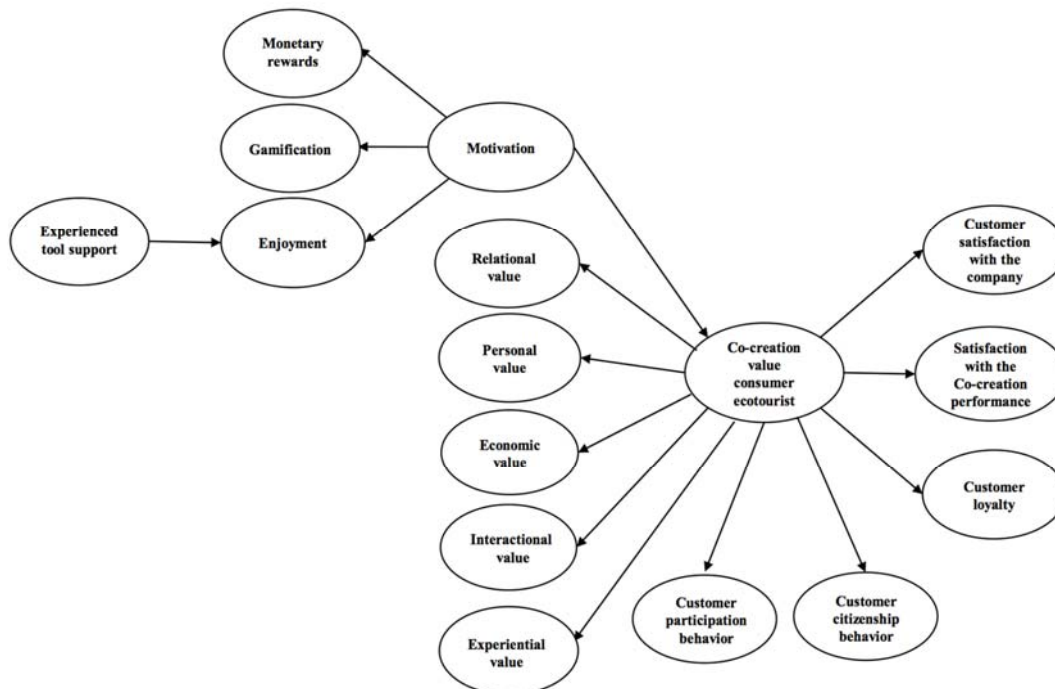 Monetary
rewards
Gamification
Motivation
Experienced
tool support
Enjoyment
Relational
value
Customer
satisfaction
with the
company
Personal
value
Co-creation
value
consumer
ecotourist
Satisfaction
with the
Co-creation
performance
Economic
value
Customer
loyalty
Interactional
value
Customer
participation
behavior
Customer
citizenship
behavior
Experiential
value